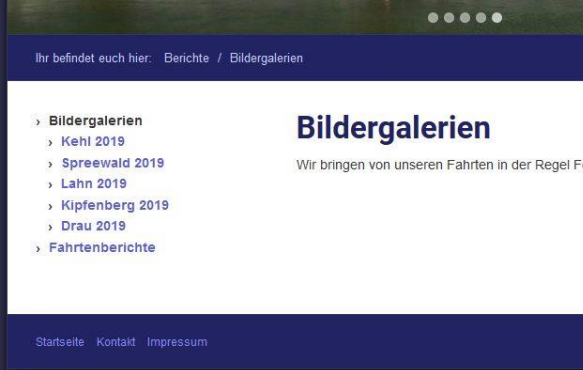 Ihr befindet euch hier: Berichte / Bildergalerien
› Bildergalerien
› Kehl 2019
› Spreewald 2019
› Lahn 2019
› Kipfenberg 2019
› Drau 2019
› Fahrtenberichte
Bildergalerien
Wir bringen von unseren Fahrten in der Regel
Startseite Kontakt Impressum